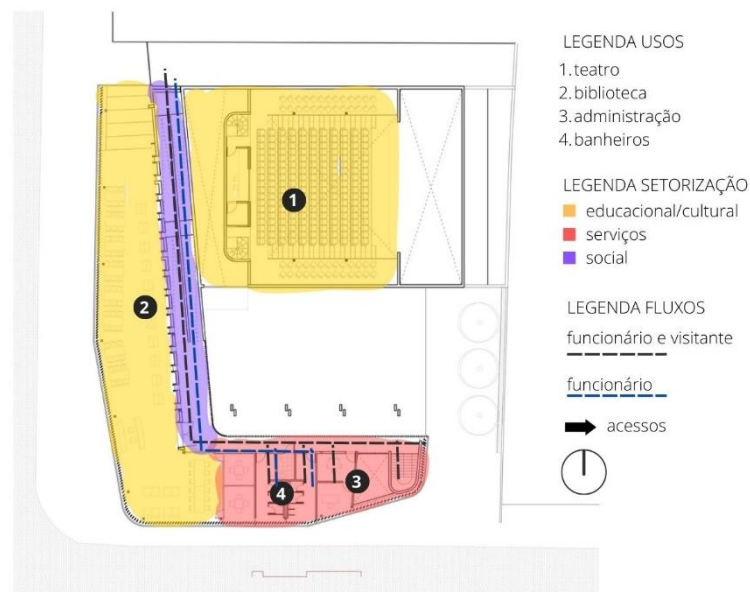 LEGENDA USOS
1. teatro
2. biblioteca
3. administração
4. banheiros
LEGENDA SETORIZAÇÃO
educacional/cultural
serviços
social
LEGENDA FLUXOS
funcionário e visitante
funcionário
acessos
1
2
3
4